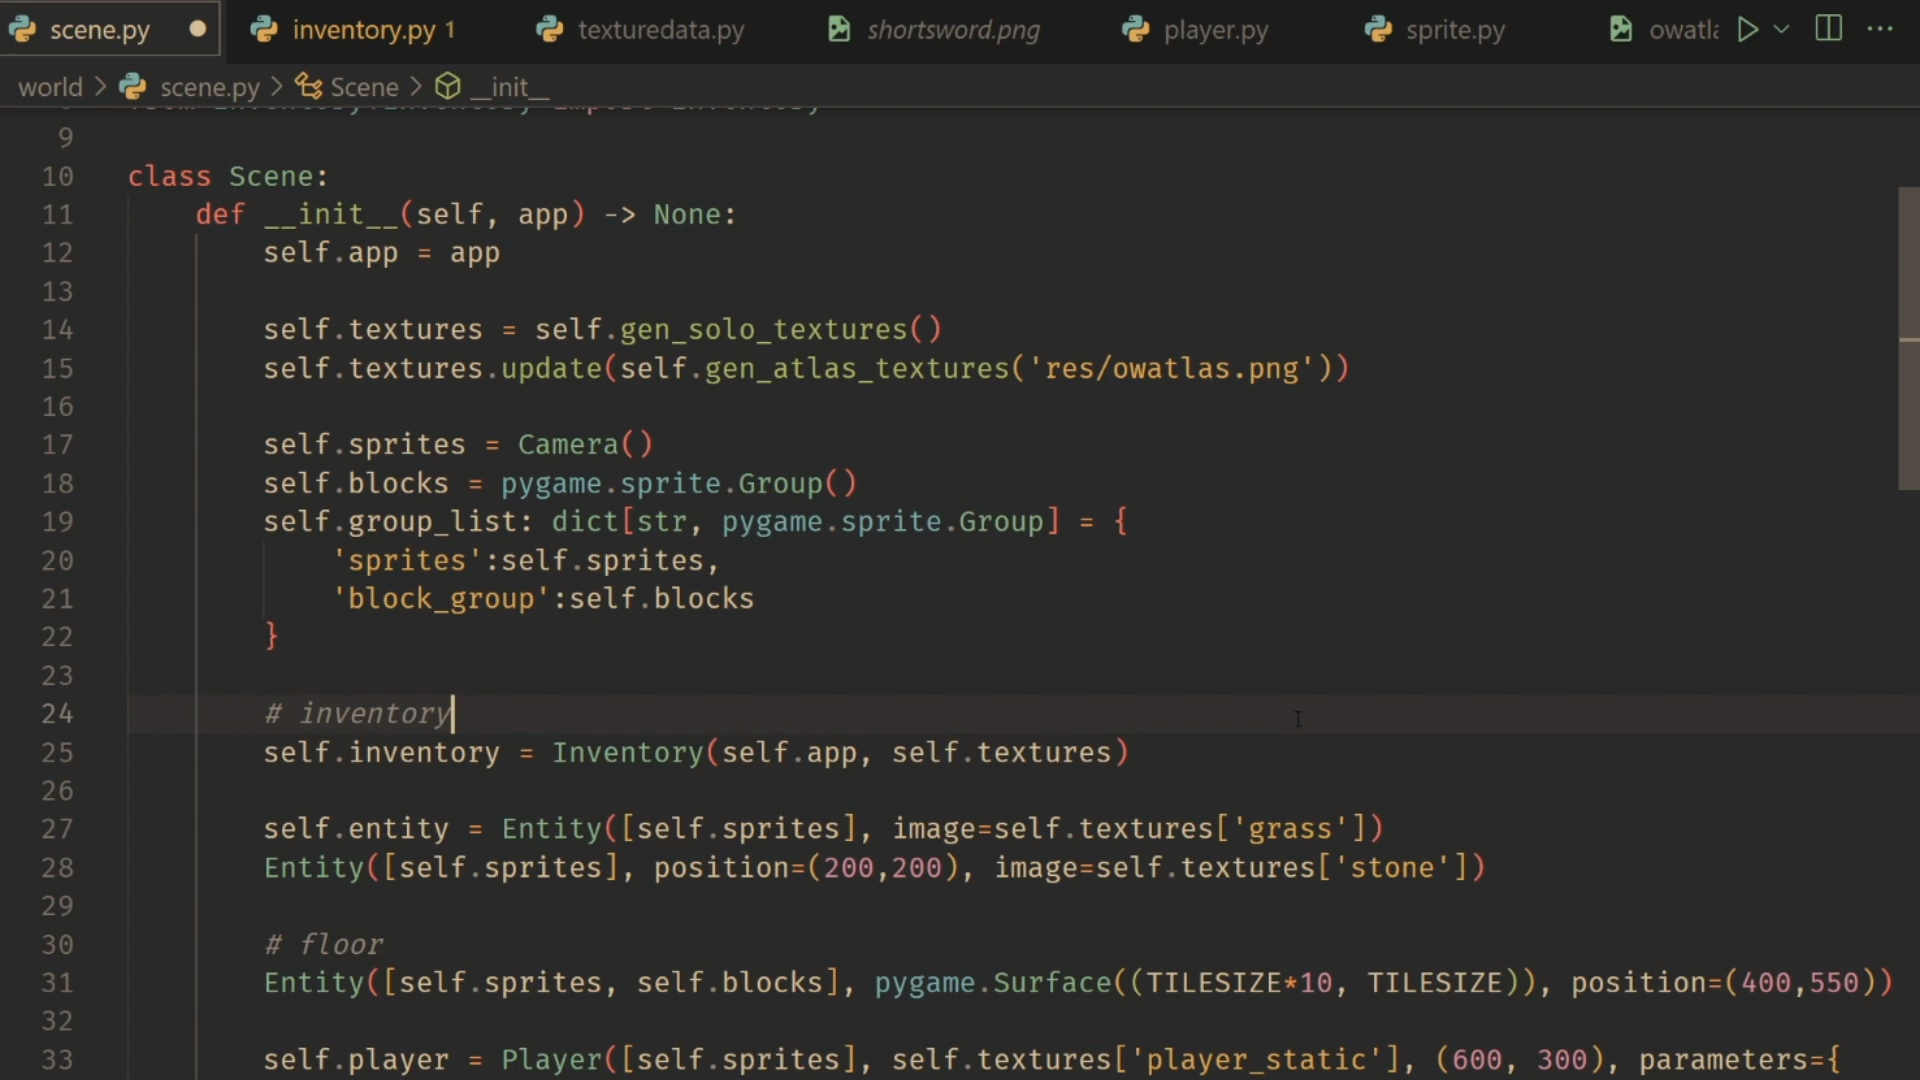 scene.py inventory.py 1 texturedata.py shortsword.png player.py sprite.py owatl
world > scene.py > Scene > __init__
9
10 class Scene:
11 def __init__(self, app) -> None:
12 self.app = app
13
14 self.textures = self.gen_solo_textures()
15 self.textures.update(self.gen_atlas_textures('res/owatlas.png'))
16
17 self.sprites = Camera()
18 self.blocks = pygame.sprite.Group()
19 self.group_list: dict[str, pygame.sprite.Group] = {
20 'sprites':self.sprites,
21 'block_group':self.blocks
22 }
23
24 # inventory
25 self.inventory = Inventory(self.app, self.textures)
26
27 self.entity = Entity([self.sprites], image=self.textures['grass'])
28 Entity([self.sprites], position=(200,200), image=self.textures['stone'])
29
30 # floor
31 Entity([self.sprites, self.blocks], pygame.Surface((TILESIZE*10, TILESIZE)), position=(400,550))
32
33 self.player = Player([self.sprites], self.textures['player_static'], (600, 300), parameters={